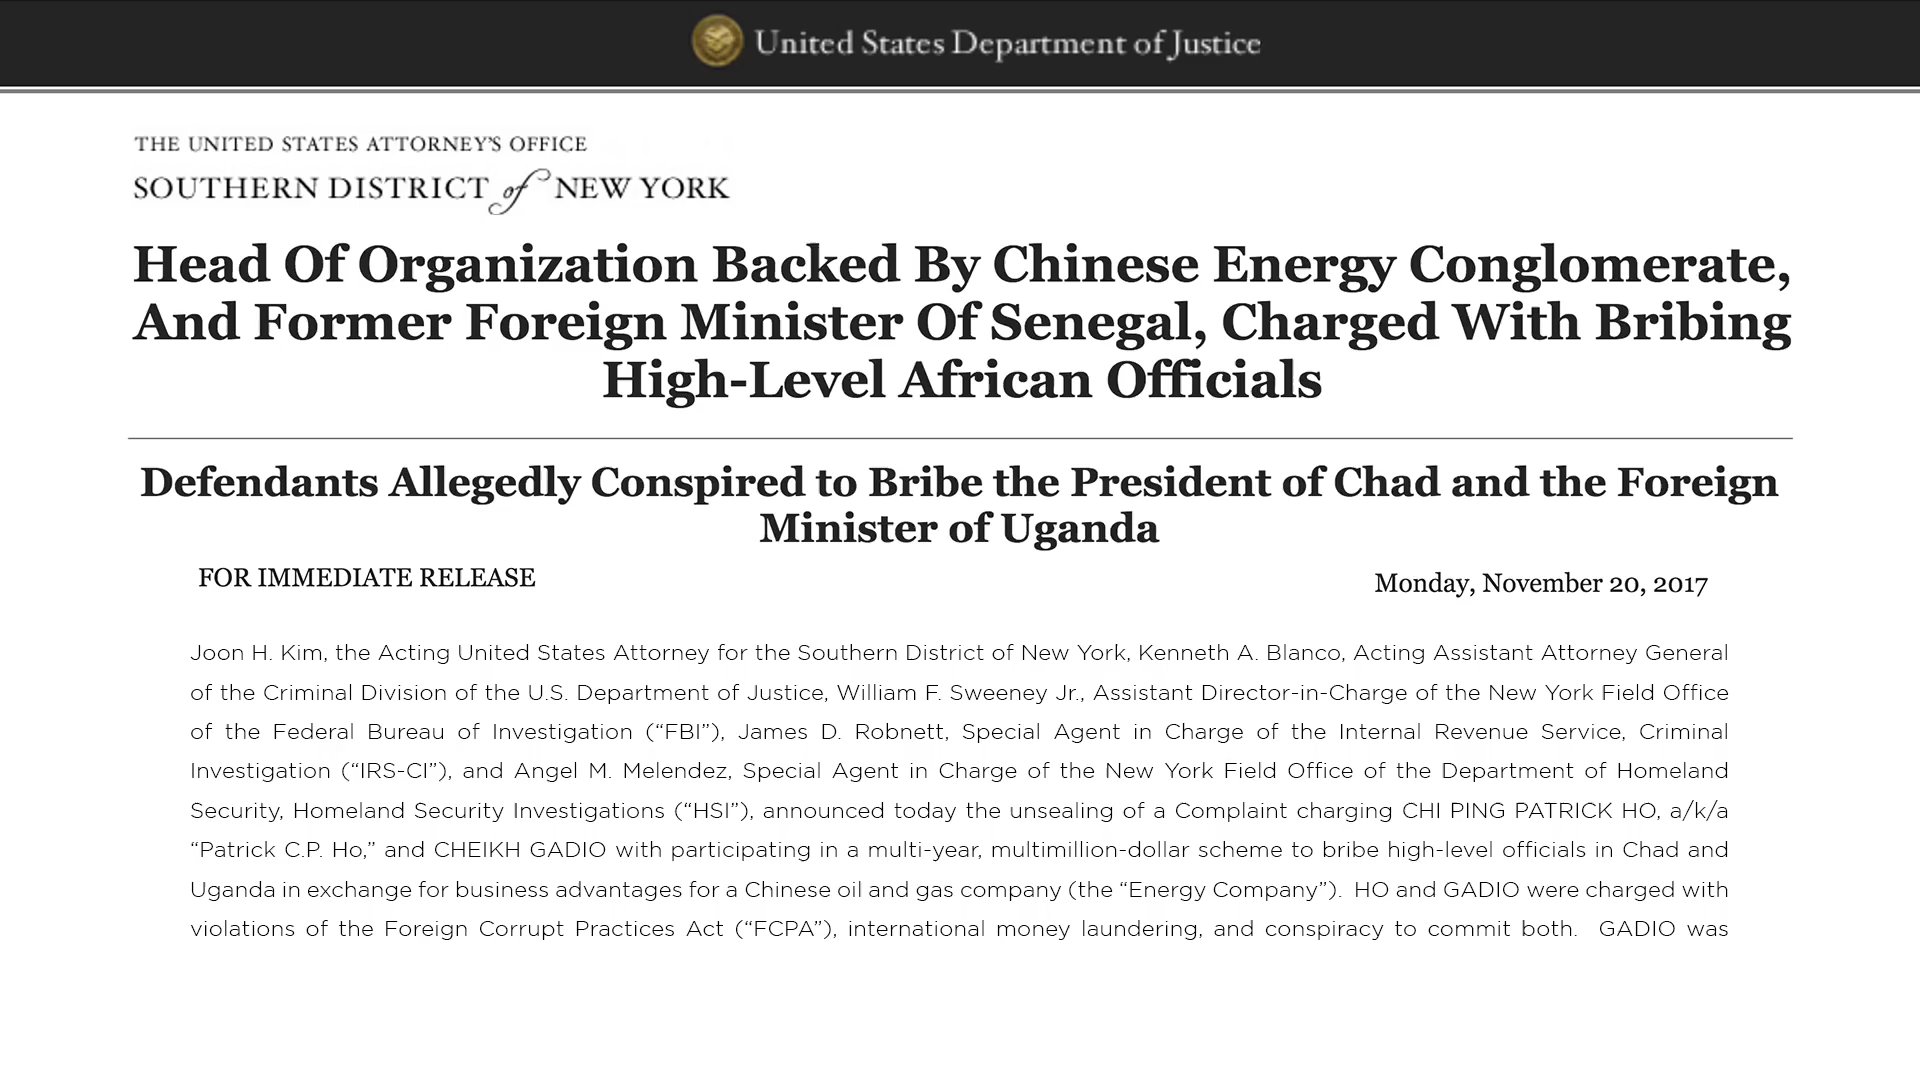 United States Department of Justice
THE UNITED STATES ATTORNEY'S OFFICE
SOUTHERN DISTRICT of NEW YORK
Head Of Organization Backed By Chinese Energy Conglomerate,
And Former Foreign Minister Of Senegal, Charged With Bribing
High-Level African Officials
Defendants Allegedly Conspired to Bribe the President of Chad and the Foreign
Minister of Uganda
FOR IMMEDIATE RELEASE
Monday, November 20, 2017
Joon H. Kim, the Acting United States Attorney for the Southern District of New York, Kenneth A. Blanco, Acting Assistant Attorney General
of the Criminal Division of the U.S. Department of Justice, William F. Sweeney Jr., Assistant Director-in-Charge of the New York Field Office
of the Federal Bureau of Investigation (“FBI”), James D. Robnett, Special Agent in Charge of the Internal Revenue Service, Criminal
Investigation (“IRS-CI”), and Angel M. Melendez, Special Agent in Charge of the New York Field Office of the Department of Homeland
Security, Homeland Security Investigations (“HSI”), announced today the unsealing of a Complaint charging CHI PING PATRICK HO, a/k/a
“Patrick C.P. Ho,” and CHEIKH GADIO with participating in a multi-year, multimillion-dollar scheme to bribe high-level officials in Chad and
Uganda in exchange for business advantages for a Chinese oil and gas company (the “Energy Company”). HO and GADIO were charged with
violations of the Foreign Corrupt Practices Act (“FCPA”), international money laundering, and conspiracy to commit both. GADIO was